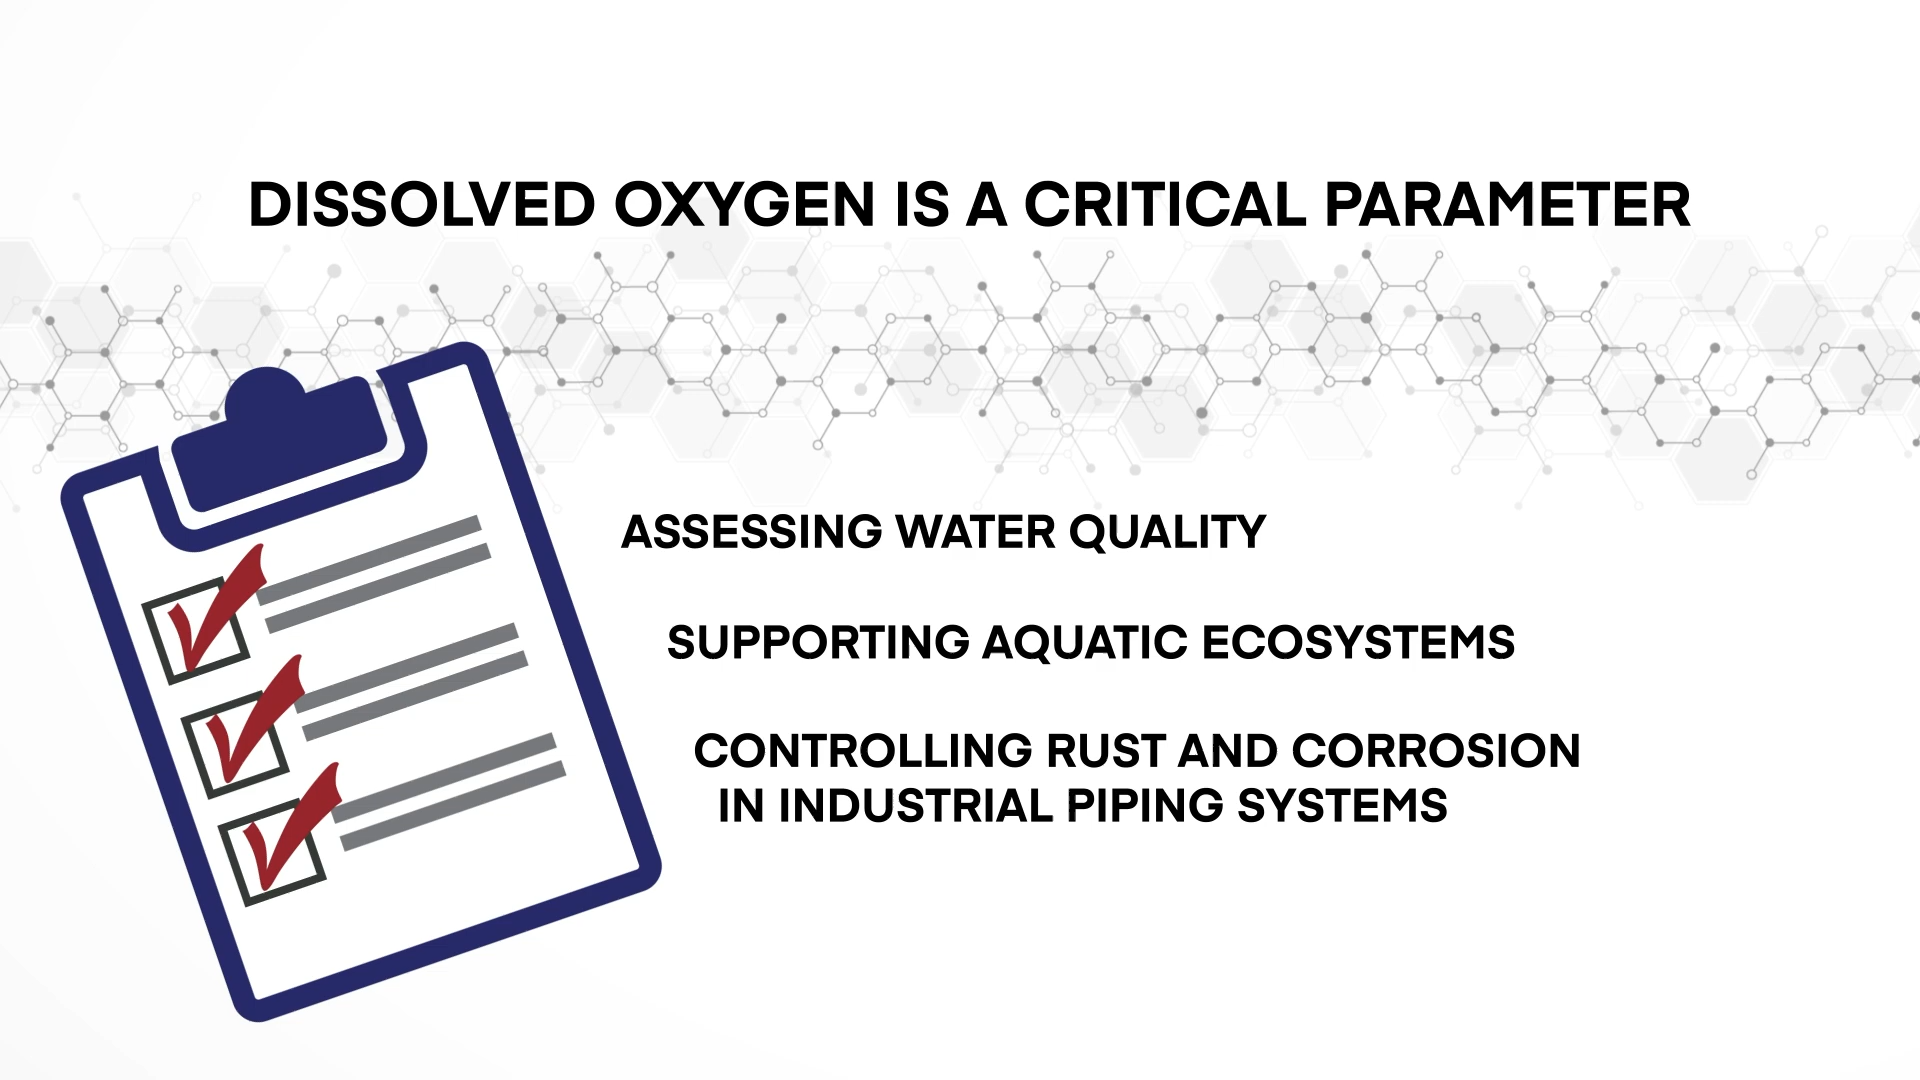 DISSOLVED OXYGEN IS A CRITICAL PARAMETER
ASSESSING WATER QUALITY
SUPPORTING AQUATIC ECOSYSTEMS
CONTROLLING RUST AND CORROSION
IN INDUSTRIAL PIPING SYSTEMS